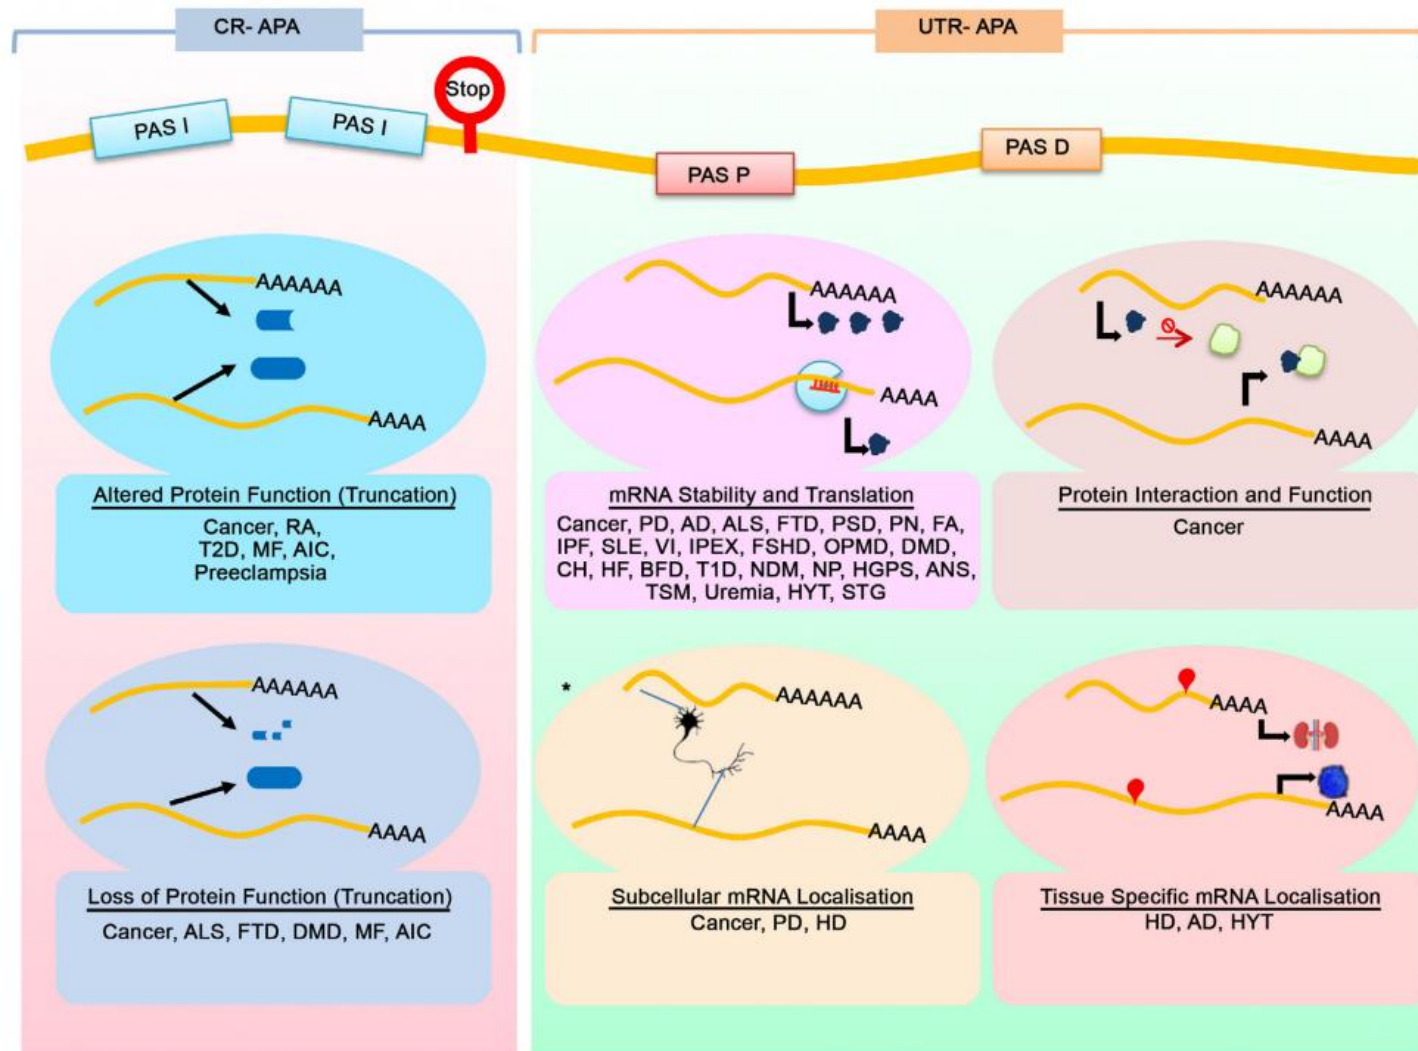 CR- APA
UTR- APA
Stop
PAS I
PAS I
PAS P
PAS D
AAAAAA
AAAA
Altered Protein Function (Truncation)
Cancer, RA,
T2D, MF, AIC,
Preeclampsia
AAAAAA
AAAA
mRNA Stability and Translation
Cancer, PD, AD, ALS, FTD, PSD, PN, FA,
IPF, SLE, VI, IPEX, FSHD, OPMD, DMD,
CH, HF, BFD, T1D, NDM, NP, HGPS, ANS,
TSM, Uremia, HYT, STG
AAAAAA
AAAA
Protein Interaction and Function
Cancer
AAAAAA
AAAA
Loss of Protein Function (Truncation)
Cancer, ALS, FTD, DMD, MF, AIC
*
AAAAAA
AAAA
Subcellular mRNA Localisation
Cancer, PD, HD
AAAA
AAAA
Tissue Specific mRNA Localisation
HD, AD, HYT